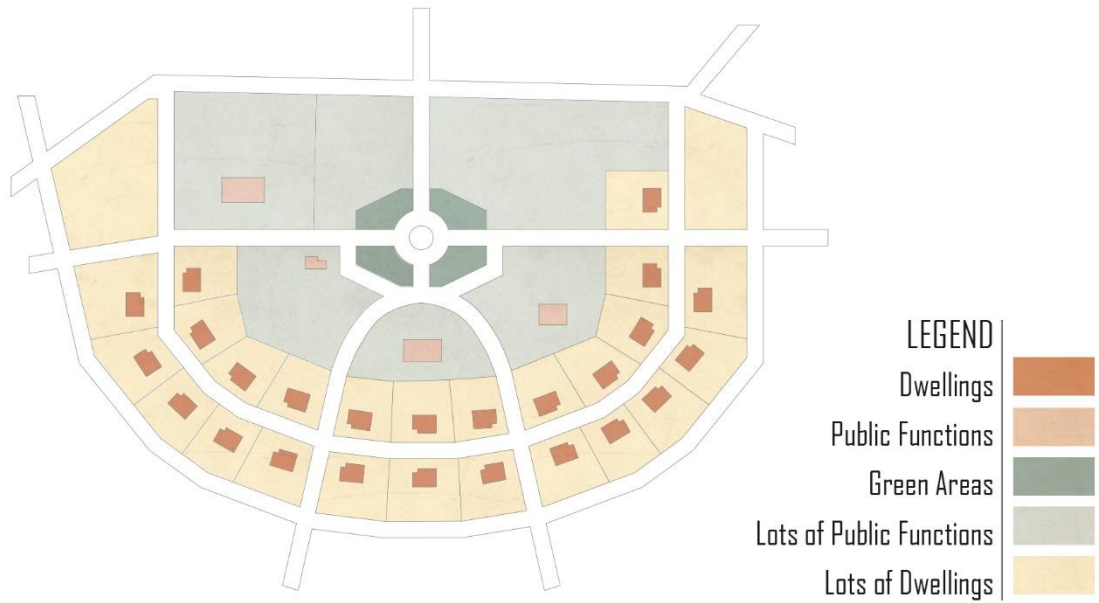 LEGEND
Dwellings
Public Functions
Green Areas
Lots of Public Functions
Lots of Dwellings